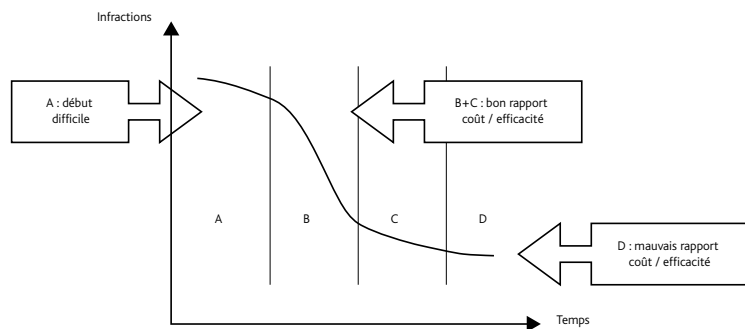 Infractions
A : début
difficile
B+C : bon rapport
coût / efficacité
A
B
C
D
D : mauvais rapport
coût / efficacité
Temps